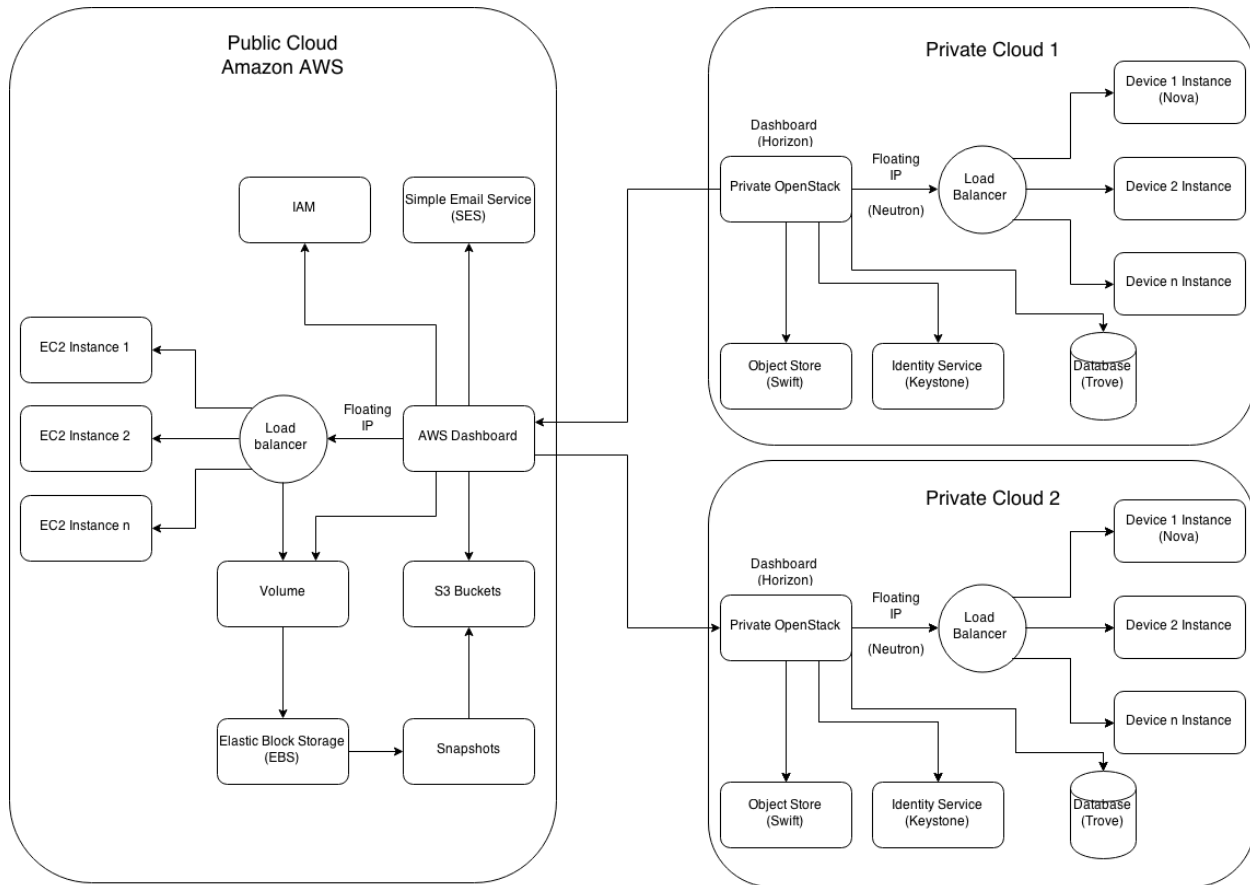 Public Cloud
Amazon AWS
IAM
Simple Email Service
(SES)
EC2 Instance 1
EC2 Instance 2
EC2 Instance n
Load
balancer
Floating
IP
AWS Dashboard
Volume
S3 Buckets
Elastic Block Storage
(EBS)
Snapshots
Private Cloud 1
Dashboard
(Horizon)
Private OpenStack
Floating
IP
(Neutron)
Load
Balancer
Device 1 Instance
(Nova)
Device 2 Instance
Device n Instance
Object Store
(Swift)
Identity Service
(Keystone)
Database
(Trove)
Private Cloud 2
Dashboard
(Horizon)
Private OpenStack
Floating
IP
(Neutron)
Load
Balancer
Device 1 Instance
(Nova)
Device 2 Instance
Device n Instance
Object Store
(Swift)
Identity Service
(Keystone)
Database
(Trove)